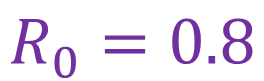 R₀ = 0.8